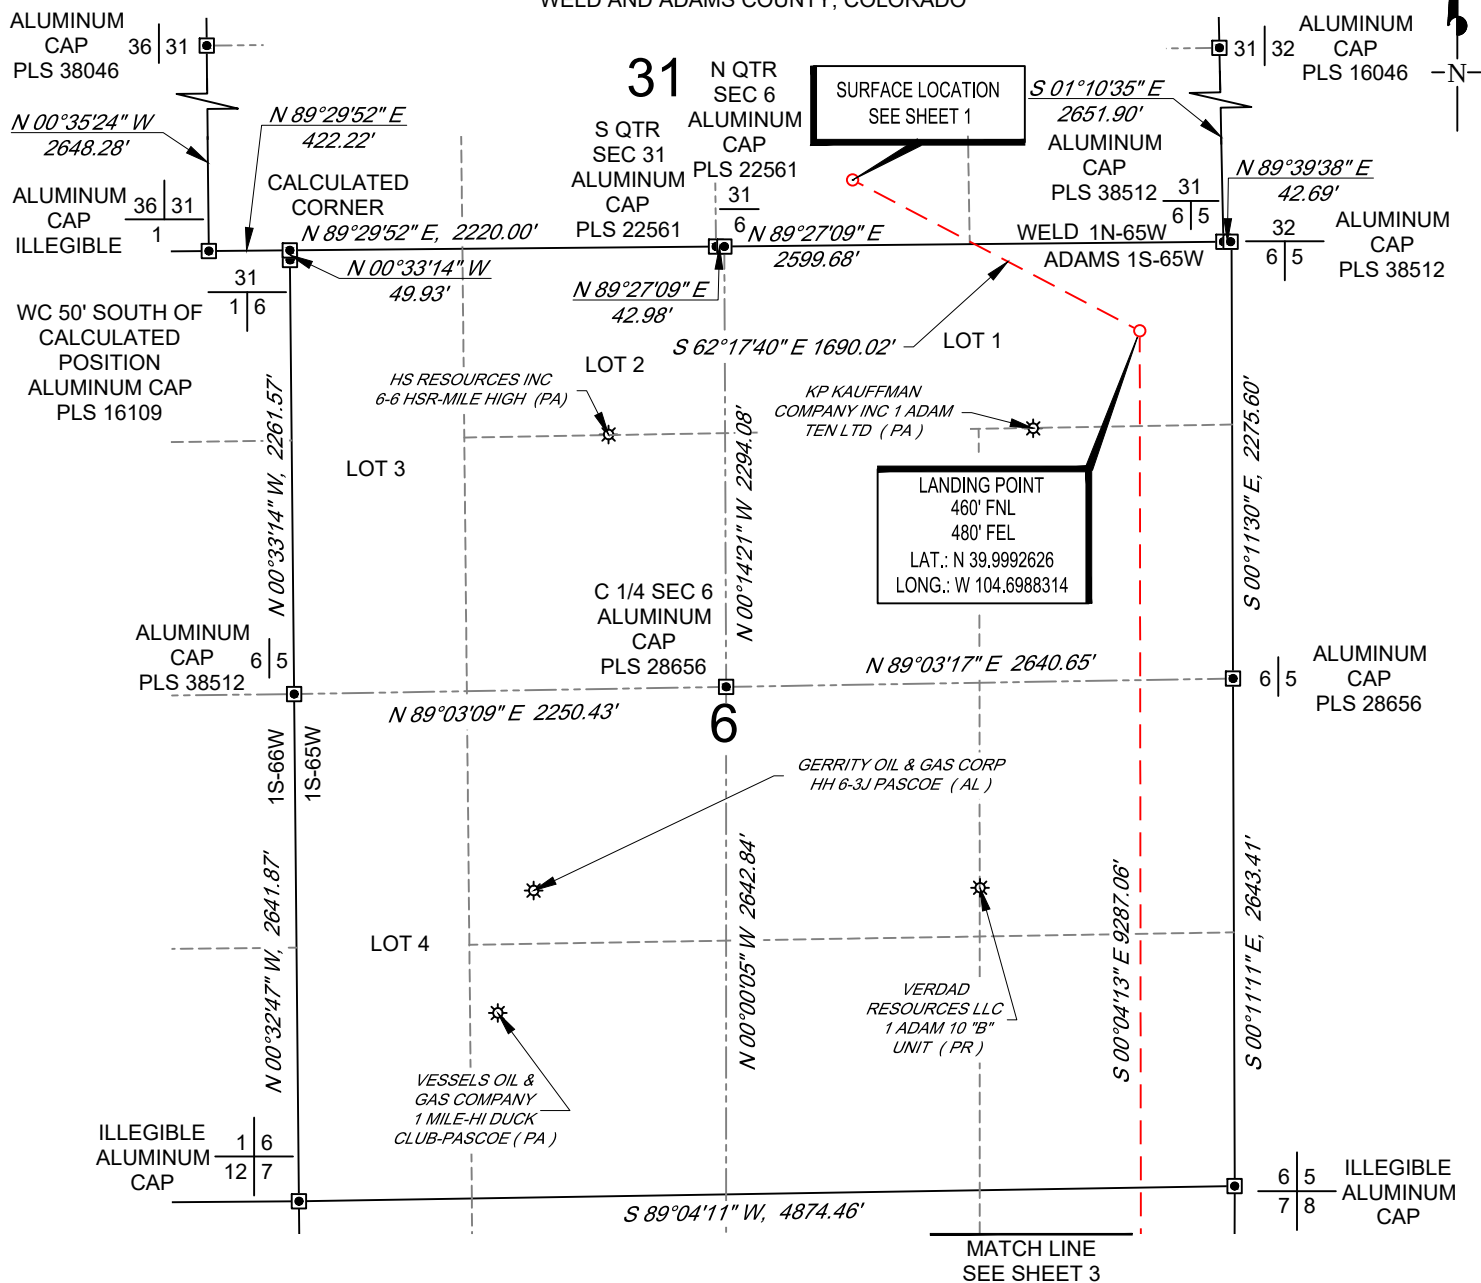 WELD AND ADAMS COUNTY, COLORADO
ALUMINUM
CAP
PLS 38046
36 31
31
N QTR
SEC 6
ALUMINUM
CAP
PLS 22561
SURFACE LOCATION
SEE SHEET 1
31 32
ALUMINUM
CAP
PLS 16046
N
N 00°35'24" W
2648.28'
N 89°29'52" E
422.22'
S QTR
SEC 31
ALUMINUM
CAP
PLS 22561
S 01°10'35" E
2651.90'
ALUMINUM
CAP
PLS 38512
31
6 5
N 89°39'38" E
42.69'
ALUMINUM
CAP
ILLEGIBLE
36 31
1
CALCULATED
CORNER
31
6
32
6 5
ALUMINUM
CAP
PLS 38512
N 89°29'52" E, 2220.00'
N 89°27'09" E
2599.68'
WELD 1N-65W
ADAMS 1S-65W
N 00°33'14" W
49.93'
31
1 6
N 89°27'09" E
42.98'
WC 50' SOUTH OF
CALCULATED
POSITION
ALUMINUM CAP
PLS 16109
S 62°17'40" E 1690.02'
LOT 1
LOT 2
HS RESOURCES INC
6-6 HSR-MILE HIGH (PA)
KP KAUFFMAN
COMPANY INC 1 ADAM
TEN LTD ( PA )
N 00°33'14" W, 2261.57'
LOT 3
N 00°14'21" W 2294.08'
LANDING POINT
460' FNL
480' FEL
LAT.: N 39.9992626
LONG.: W 104.6988314
S 00°11'30" E, 2275.60'
C 1/4 SEC 6
ALUMINUM
CAP
PLS 28656
ALUMINUM
CAP
PLS 38512
6 5
N 89°03'17" E 2640.65'
6 5
ALUMINUM
CAP
PLS 28656
N 89°03'09" E 2250.43'
6
1S-66W
1S-65W
GERRITY OIL & GAS CORP
HH 6-3J PASCOE ( AL )
N 00°32'47" W, 2641.87'
LOT 4
N 00°00'05" W 2642.84'
VERDAD
RESOURCES LLC
1 ADAM 10 "B"
UNIT ( PR )
S 00°04'13" E 9287.06'
S 00°11'11" E, 2643.41'
VESSELS OIL &
GAS COMPANY
1 MILE-HI DUCK
CLUB-PASCOE ( PA )
ILLEGIBLE
ALUMINUM
CAP
1 6
12 7
6 5
7 8
ILLEGIBLE
ALUMINUM
CAP
S 89°04'11" W, 4874.46'
MATCH LINE
SEE SHEET 3